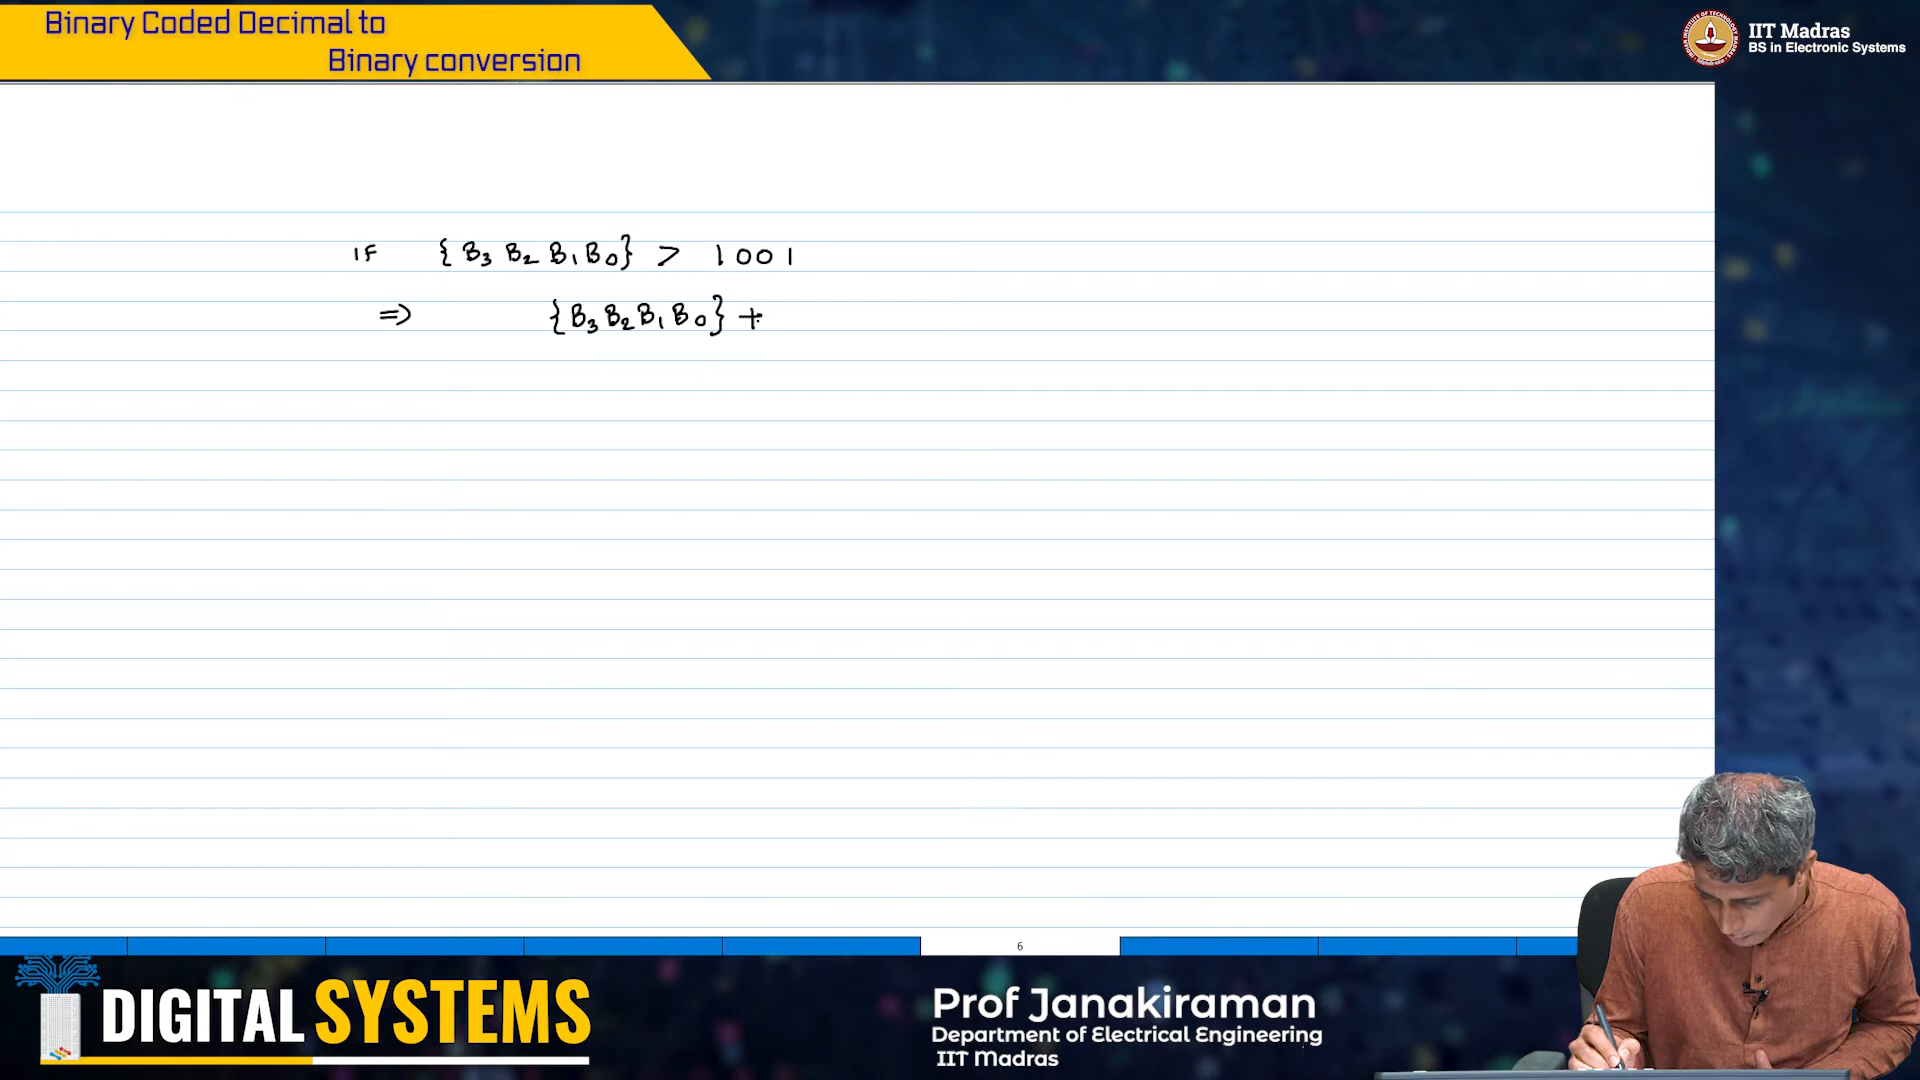 Binary Coded Decimal to
Binary conversion
IIT Madras
BS in Electronic Systems
IF {B3 B2 B1 B0} > 1001
⇒ {B3 B2 B1 B0} +
6
DIGITAL SYSTEMS
Prof Janakiraman
Department of Electrical Engineering
IIT Madras